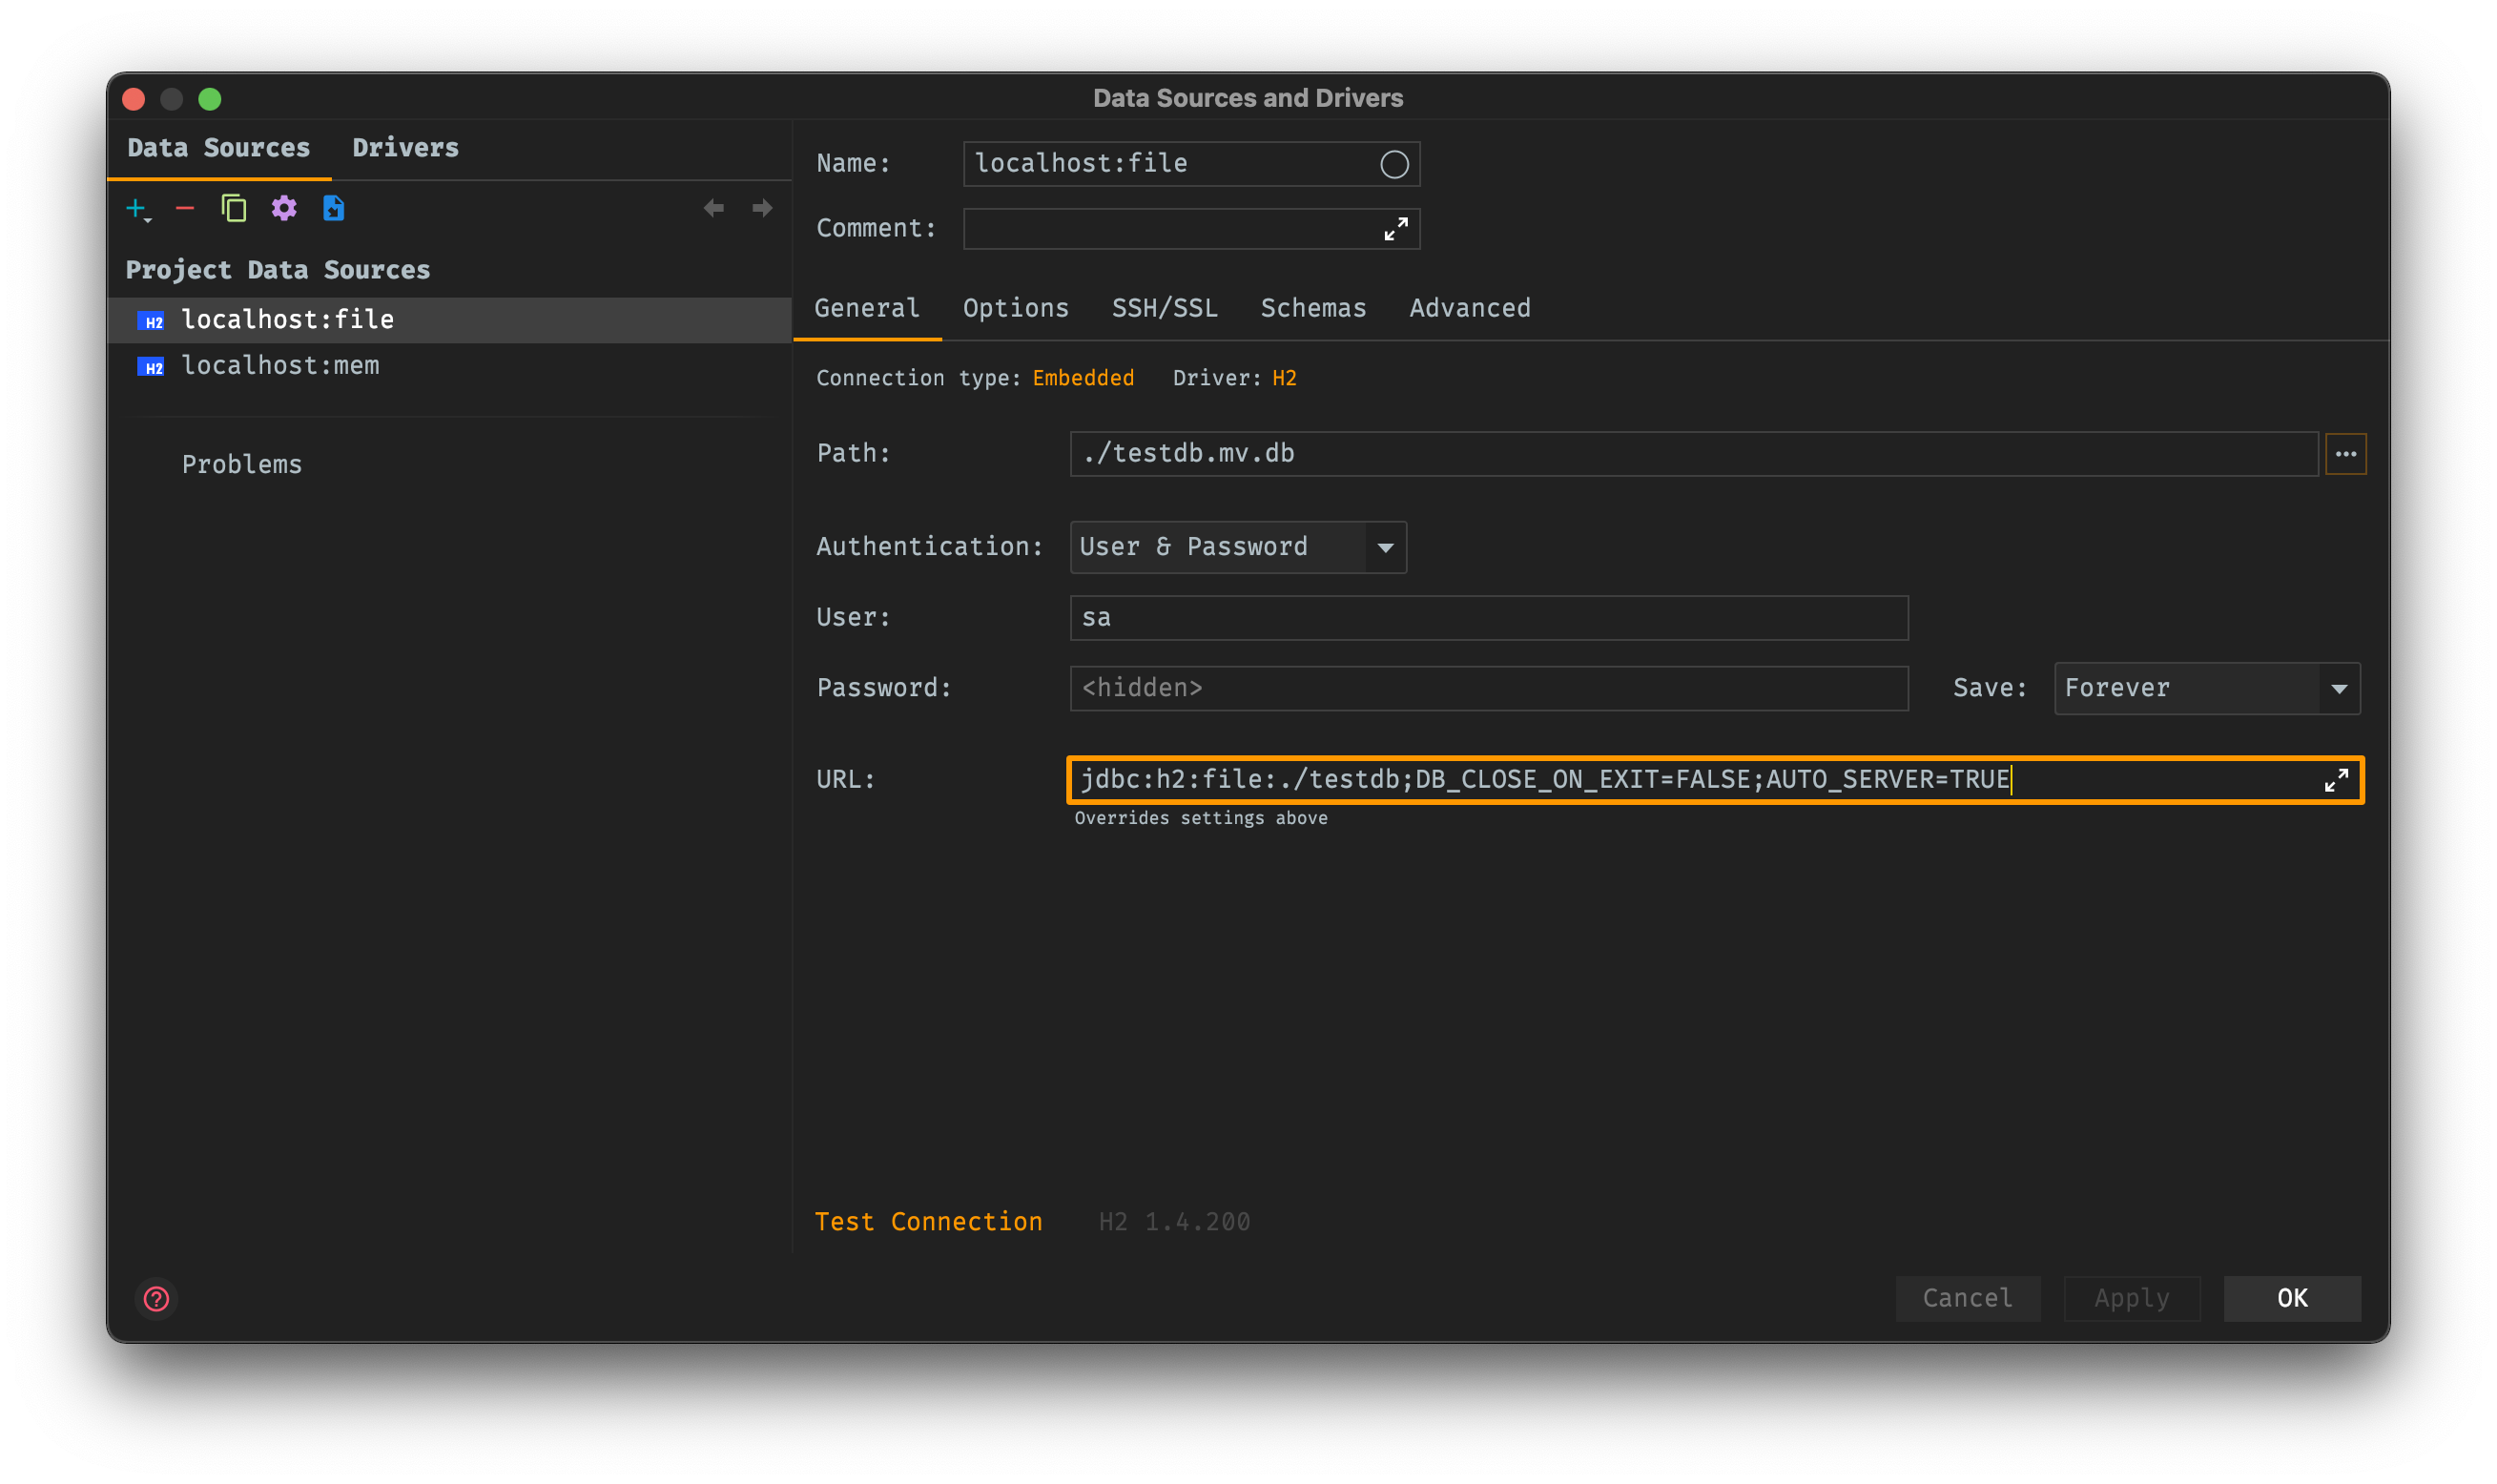 Data Sources and Drivers
Data Sources Drivers
Project Data Sources
H2 localhost:file
H2 localhost:mem
Problems
Name: localhost:file
Comment:
General Options SSH/SSL Schemas Advanced
Connection type: Embedded Driver: H2
Path: ./testdb.mv.db
Authentication: User & Password
User: sa
Password: <hidden> Save: Forever
URL: jdbc:h2:file:./testdb;DB_CLOSE_ON_EXIT=FALSE;AUTO_SERVER=TRUE
Overrides settings above
Test Connection H2 1.4.200
? Cancel Apply OK